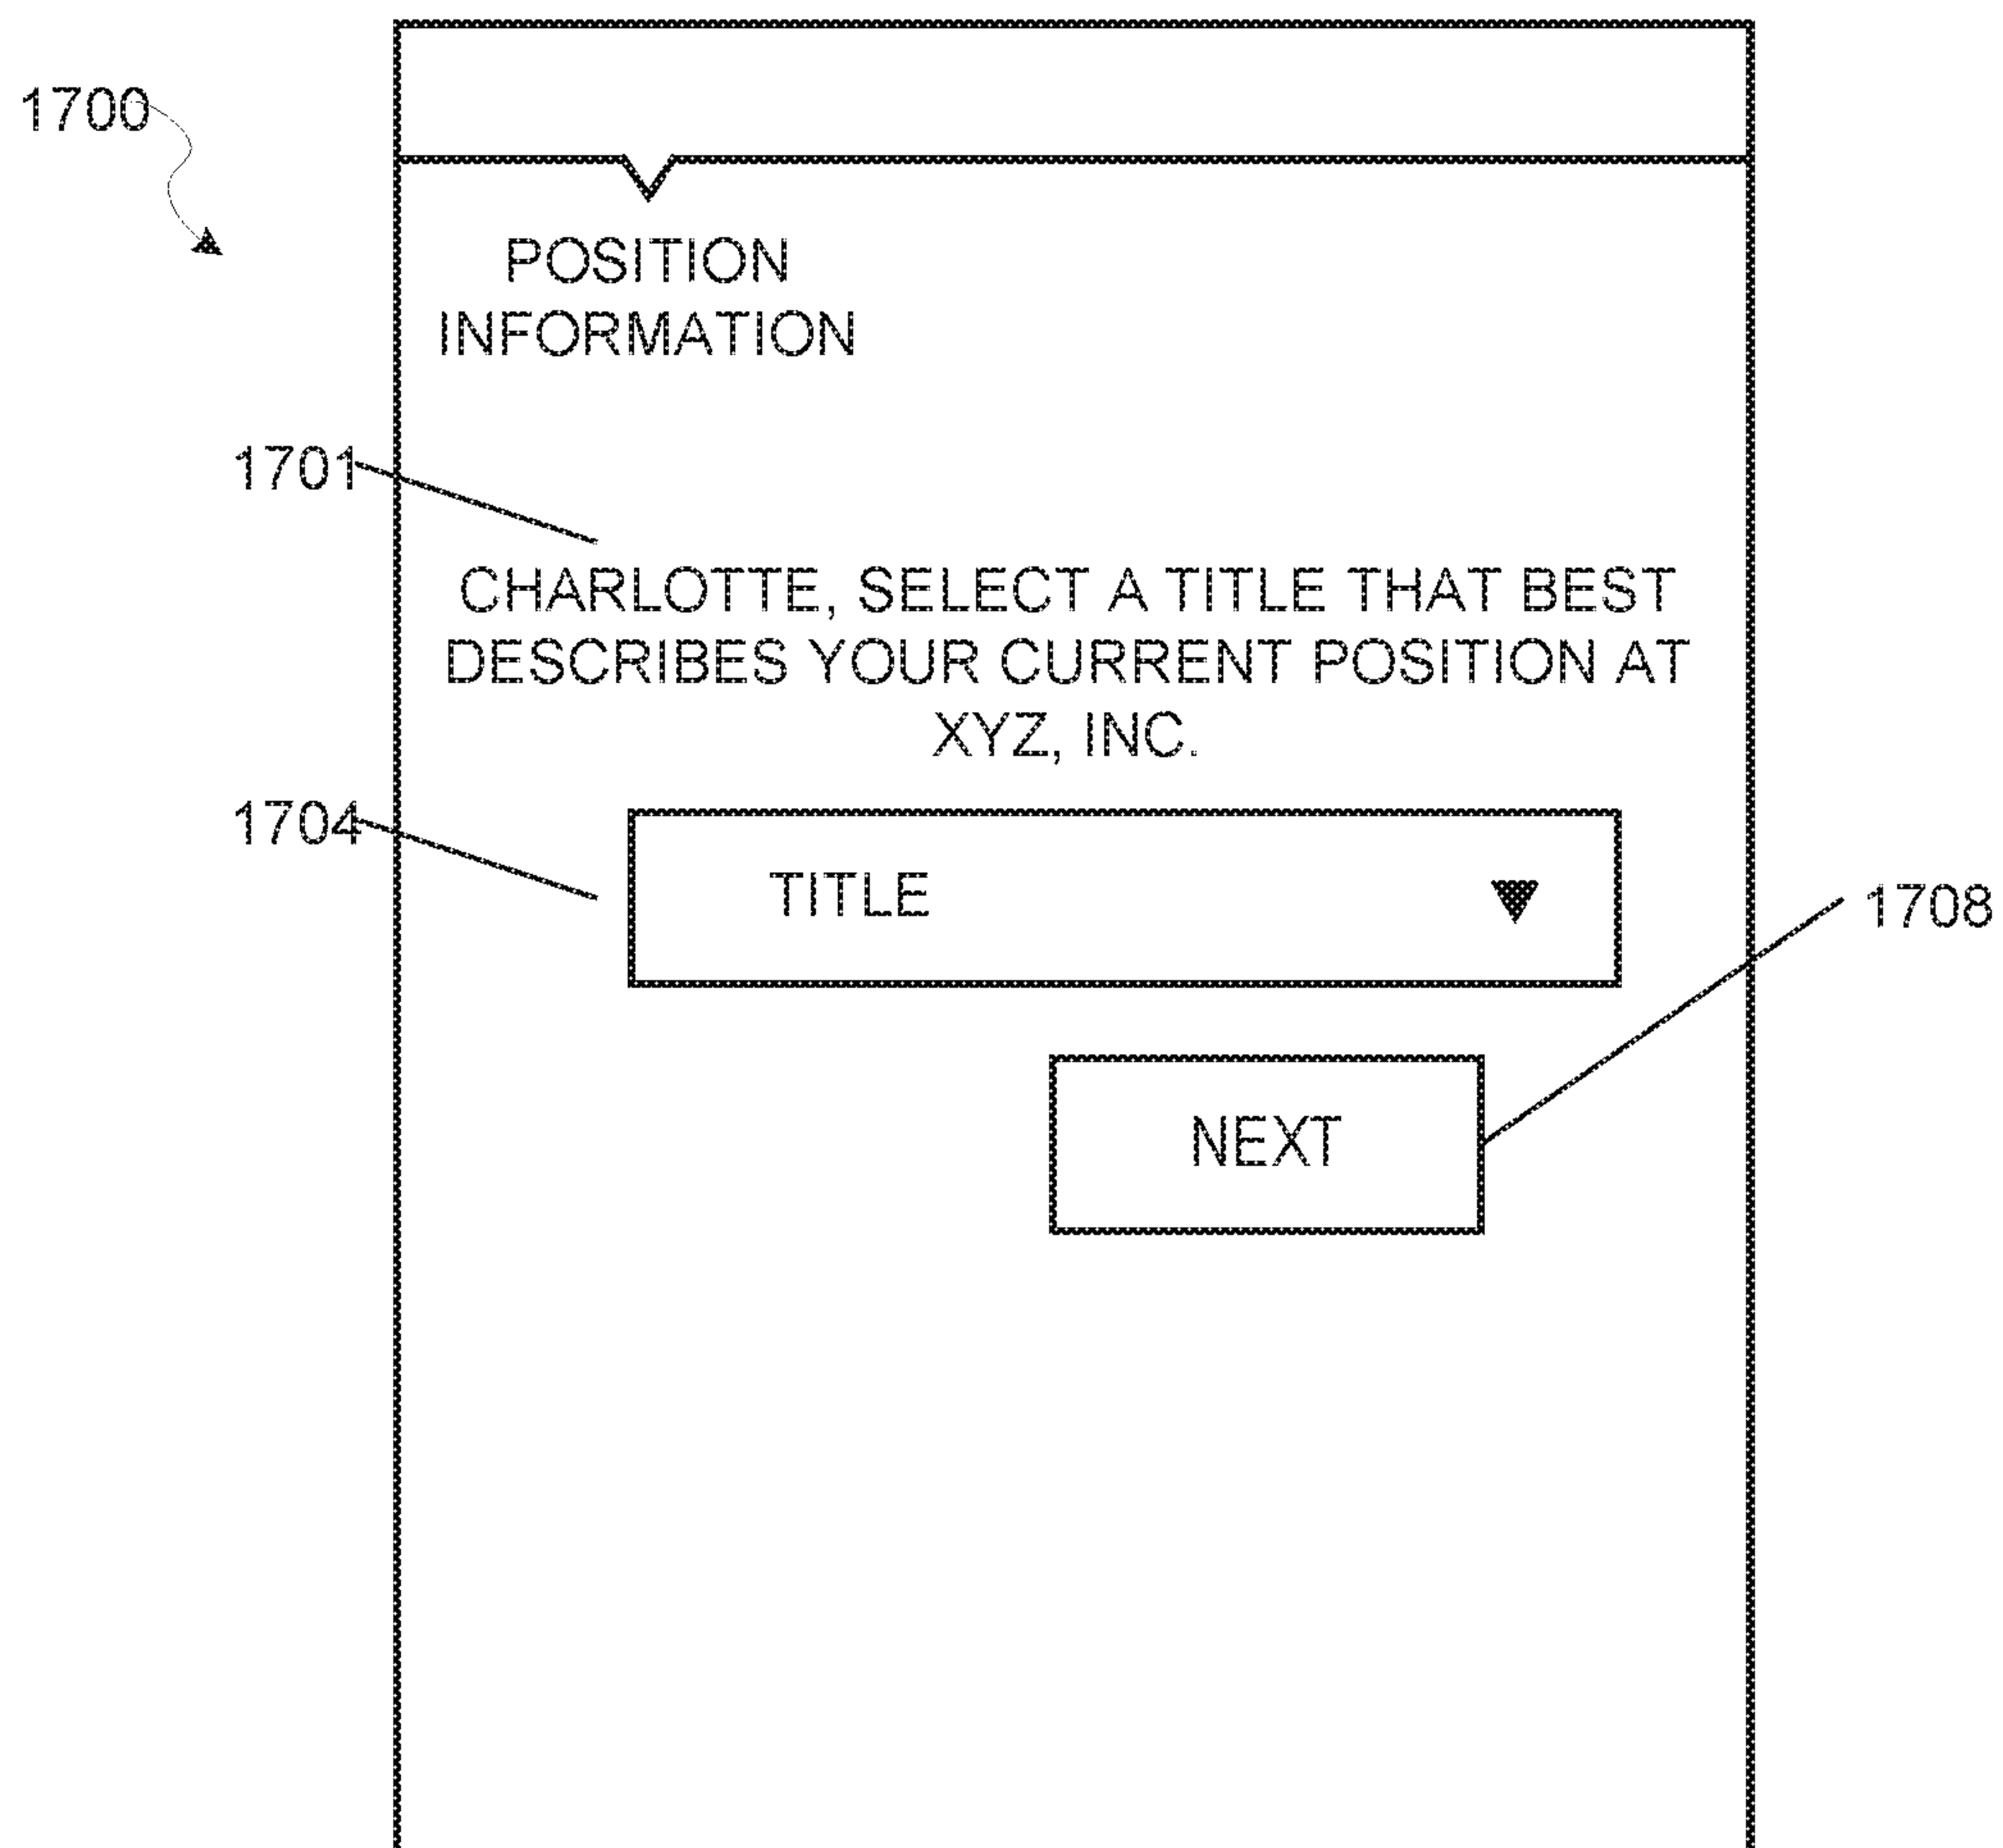 1700
POSITION
INFORMATION
1701
CHARLOTTE, SELECT A TITLE THAT BEST
DESCRIBES YOUR CURRENT POSITION AT
XYZ, INC.
1704
TITLE
1708
NEXT